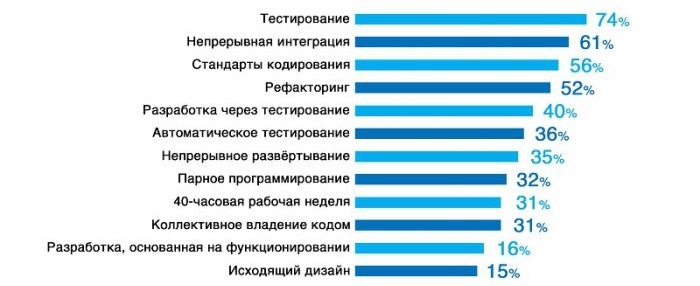 Тестирование 74%
Непрерывная интеграция 61%
Стандарты кодирования 56%
Рефакторинг 52%
Разработка через тестирование 40%
Автоматическое тестирование 36%
Непрерывное развёртывание 35%
Парное программирование 32%
40-часовая рабочая неделя 31%
Коллективное владение кодом 31%
Разработка, основанная на функционировании 16%
Исходящий дизайн 15%